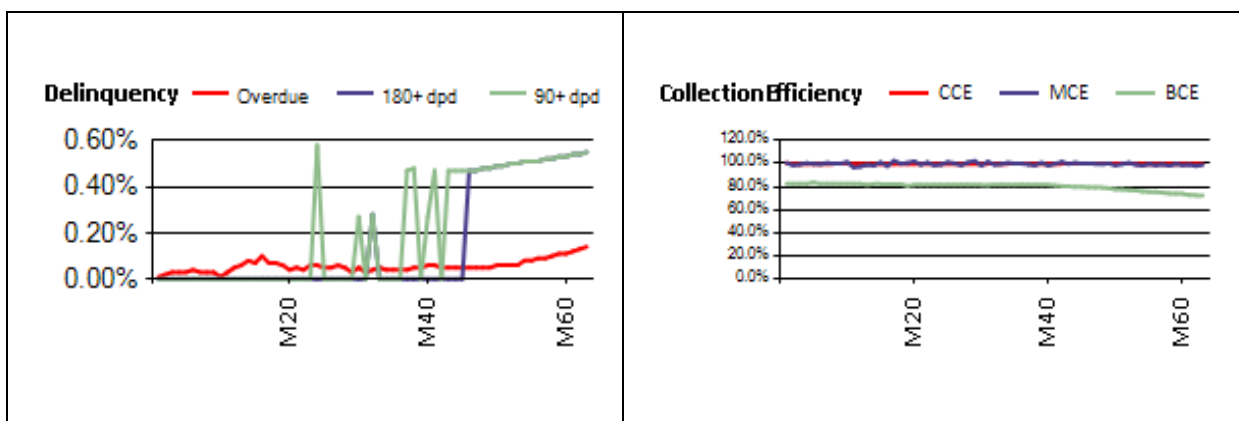 Delinquency Overdue 180+ dpd 90+ dpd
0.60%
0.40%
0.20%
0.00%
M20 M40 M60
Collection Efficiency CCE MCE BCE
120.0%
100.0%
80.0%
60.0%
40.0%
20.0%
0.0%
M20 M40 M60